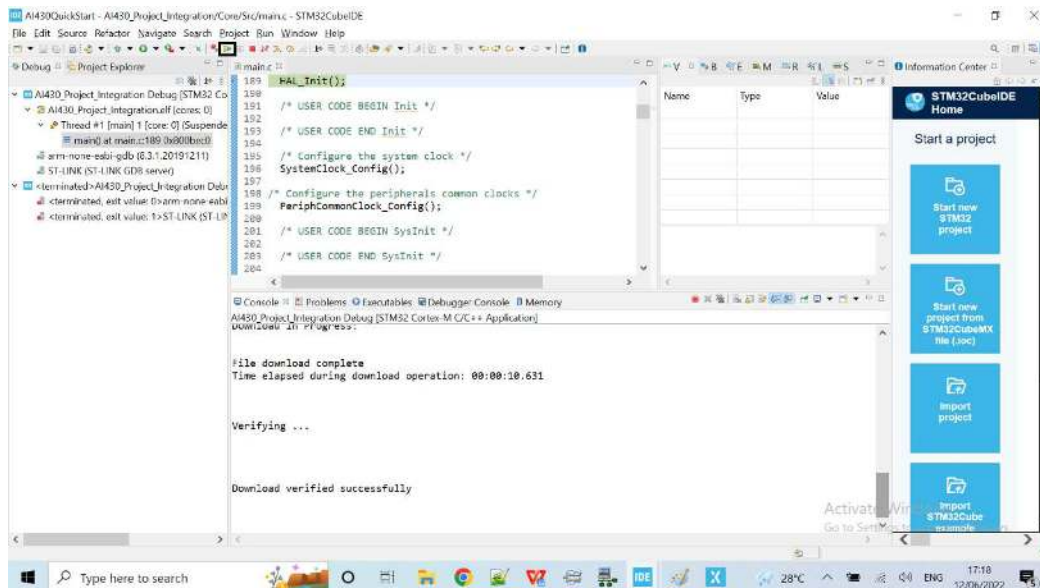 AI430QuickStart - AI430_Project_Integration/Core/Src/main.c - STM32CubeIDE
File Edit Source Refactor Navigate Search Project Run Window Help
Debug Project Explorer
AI430_Project_Integration Debug [STM32 Co
AI430_Project_Integration.elf [cores: 0]
Thread #1 [main] 1 [core: 0] (Suspende
main() at main.c:189 0x800bec0
arm-none-eabi-gdb (8.3.1.20191211)
ST-LINK (ST-LINK GDB server)
<terminated>AI430_Project_Integration Debu
<terminated, exit value: 0>arm-none-eabi
<terminated, exit value: 1>ST-LINK (ST-LIN
main.c
189 HAL_Init();
190
191 /* USER CODE BEGIN Init */
192
193 /* USER CODE END Init */
194
195 /* Configure the system clock */
196 SystemClock_Config();
197
198 /* Configure the peripherals common clocks */
199 PeriphCommonClock_Config();
200
201 /* USER CODE BEGIN SysInit */
202
203 /* USER CODE END SysInit */
204
Name Type Value
Console Problems Executables Debugger Console Memory
AI430_Project_Integration Debug [STM32 Cortex-M C/C++ Application]
Download in Progress:
File download complete
Time elapsed during download operation: 00:00:10.631
Verifying ...
Download verified successfully
Information Center
STM32CubeIDE
Home
Start a project
Start new
STM32
project
Start new
project from
STM32CubeMX
file (.ioc)
Import
project
Import
STM32Cube
example
Type here to search
28°C
ENG
17:18
12/06/2022